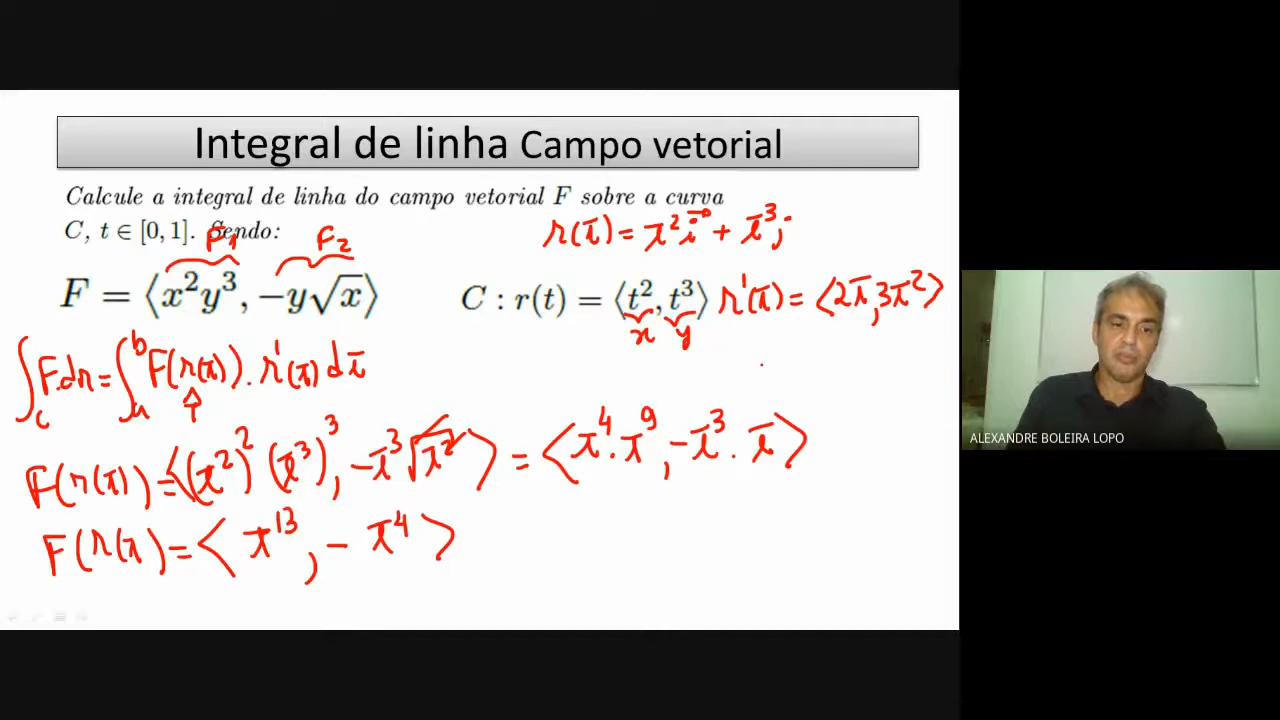 Integral de linha Campo vetorial
Calcule a integral de linha do campo vetorial F sobre a curva
C, t ∈ [0, 1]. Sendo:
r(t) = t²i + t³j
F₁
F₂
F = ⟨x²y³, −y√x⟩
C : r(t) = ⟨t², t³⟩ r'(t) = ⟨2t, 3t²⟩
x y
∫_C F.dr = ∫_a^b F(r(t)).r'(t) dt
F(r(t)) = ⟨(t²)²(t³)³, −t³√t²⟩ = ⟨t⁴.t⁹, −t³.t⟩
F(r(t) = ⟨t¹³, −t⁴⟩
ALEXANDRE BOLEIRA LOPO